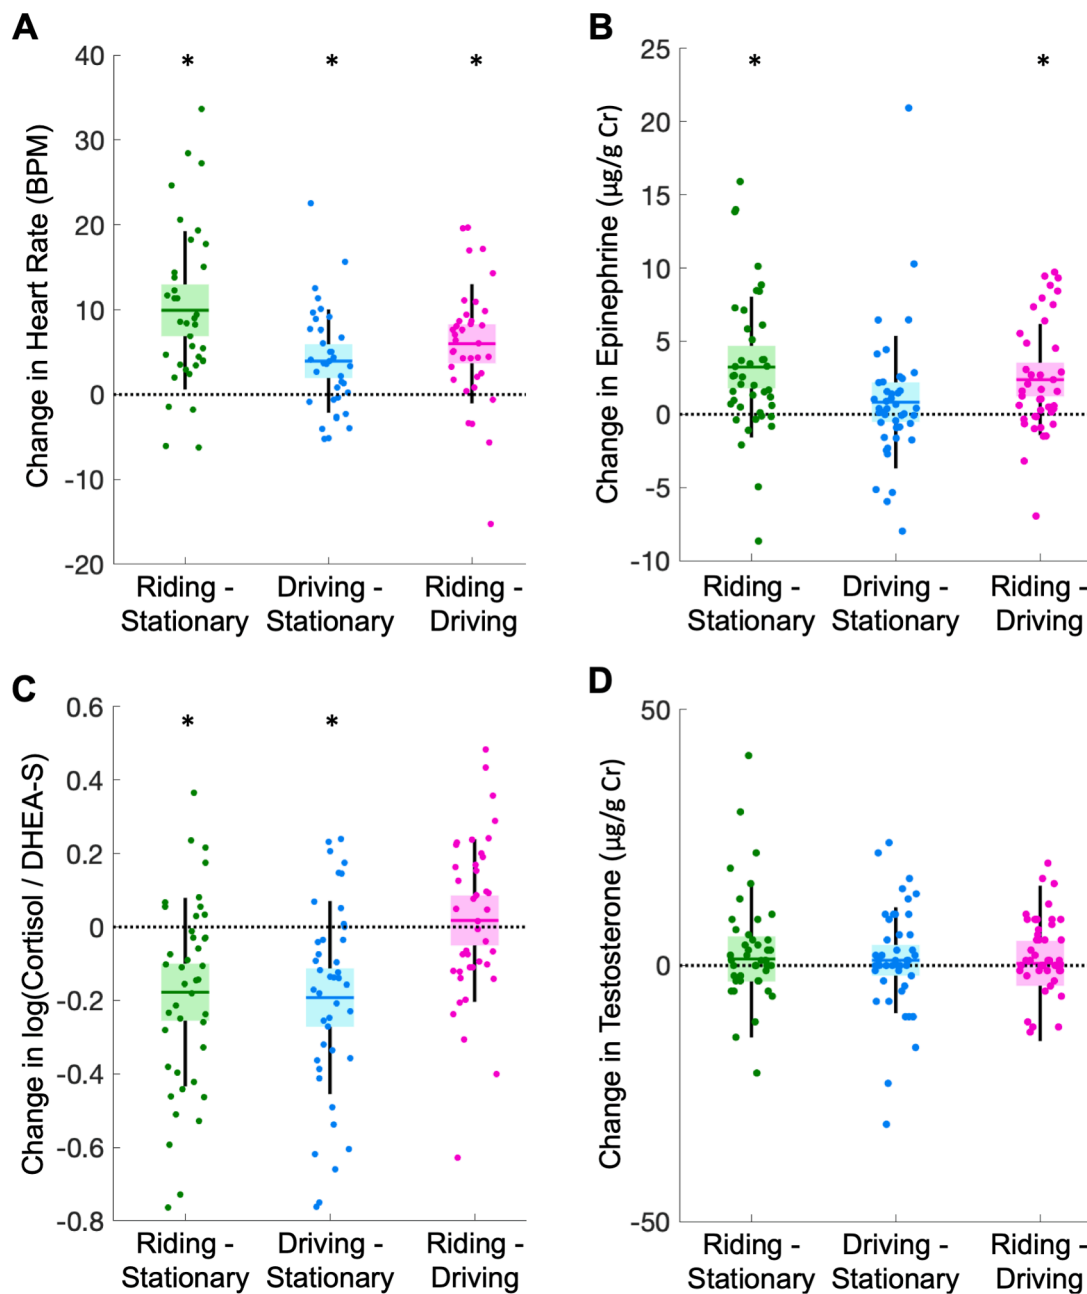 A
Change in Heart Rate (BPM)
40
30
20
10
0
-10
-20
* * *
Riding - Stationary
Driving - Stationary
Riding - Driving
B
Change in Epinephrine (µg/g Cr)
25
20
15
10
5
0
-5
-10
* *
Riding - Stationary
Driving - Stationary
Riding - Driving
C
Change in log(Cortisol / DHEA-S)
0.6
0.4
0.2
0
-0.2
-0.4
-0.6
-0.8
* *
Riding - Stationary
Driving - Stationary
Riding - Driving
D
Change in Testosterone (µg/g Cr)
50
0
-50
Riding - Stationary
Driving - Stationary
Riding - Driving